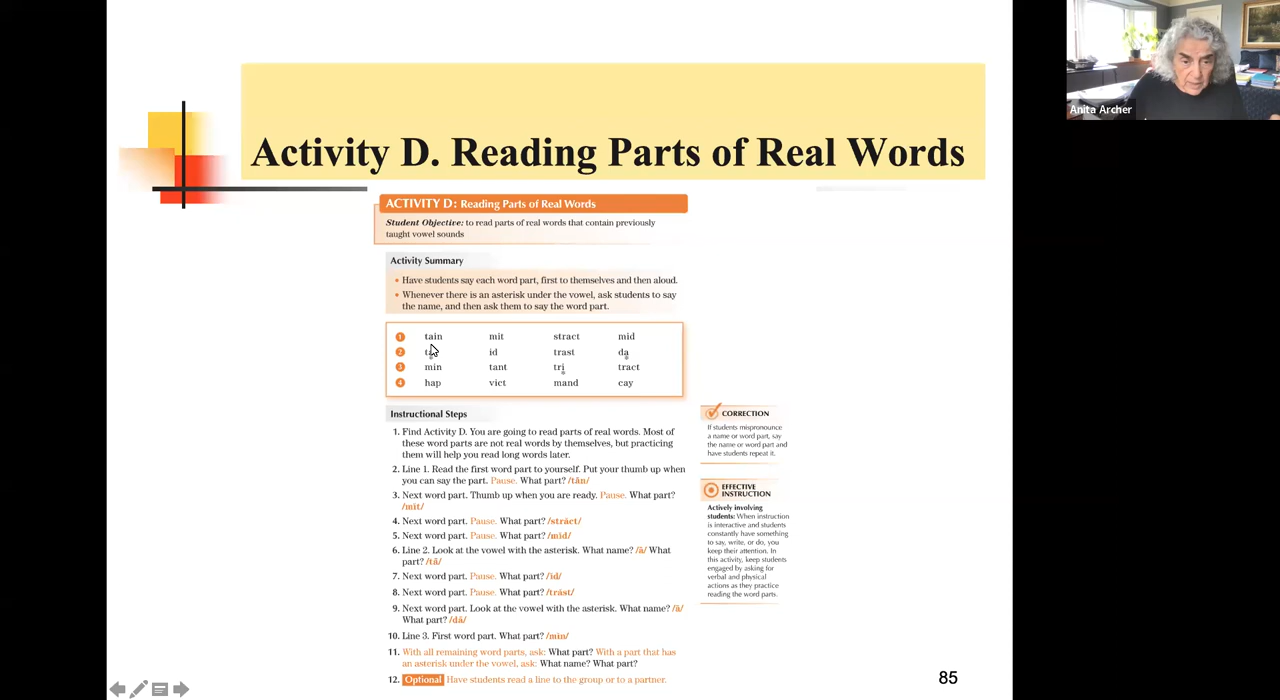 Anita Archer
Activity D. Reading Parts of Real Words
ACTIVITY D: Reading Parts of Real Words
Student Objective: to read parts of real words that contain previously
taught vowel sounds
Activity Summary
• Have students say each word part, first to themselves and then aloud.
• Whenever there is an asterisk under the vowel, ask students to say
the name, and then ask them to say the word part.
1 tain mit stract mid
2 id trast da
*
3 min tant tri tract
*
4 hap vict mand cay
Instructional Steps
1. Find Activity D. You are going to read parts of real words. Most of
these word parts are not real words by themselves, but practicing
them will help you read long words later.
2. Line 1. Read the first word part to yourself. Put your thumb up when
you can say the part. Pause. What part? /tān/
3. Next word part. Thumb up when you are ready. Pause. What part?
/mĭt/
4. Next word part. Pause. What part? /străct/
5. Next word part. Pause. What part? /mĭd/
6. Line 2. Look at the vowel with the asterisk. What name? /ā/ What
part? /tā/
7. Next word part. Pause. What part? /ĭd/
8. Next word part. Pause. What part? /trăst/
9. Next word part. Look at the vowel with the asterisk. What name? /ā/
What part? /dā/
10. Line 3. First word part. What part? /mĭn/
11. With all remaining word parts, ask: What part? With a part that has
an asterisk under the vowel, ask: What name? What part?
12. Optional Have students read a line to the group or to a partner.
CORRECTION
If students mispronounce
a name or word part, say
the name or word part and
have students repeat it.
EFFECTIVE
INSTRUCTION
Actively involving
students: When instruction
is interactive and students
constantly have something
to say, write, or do, you
keep their attention. In
this activity, keep students
engaged by asking for
verbal and physical
actions as they practice
reading the word parts.
85